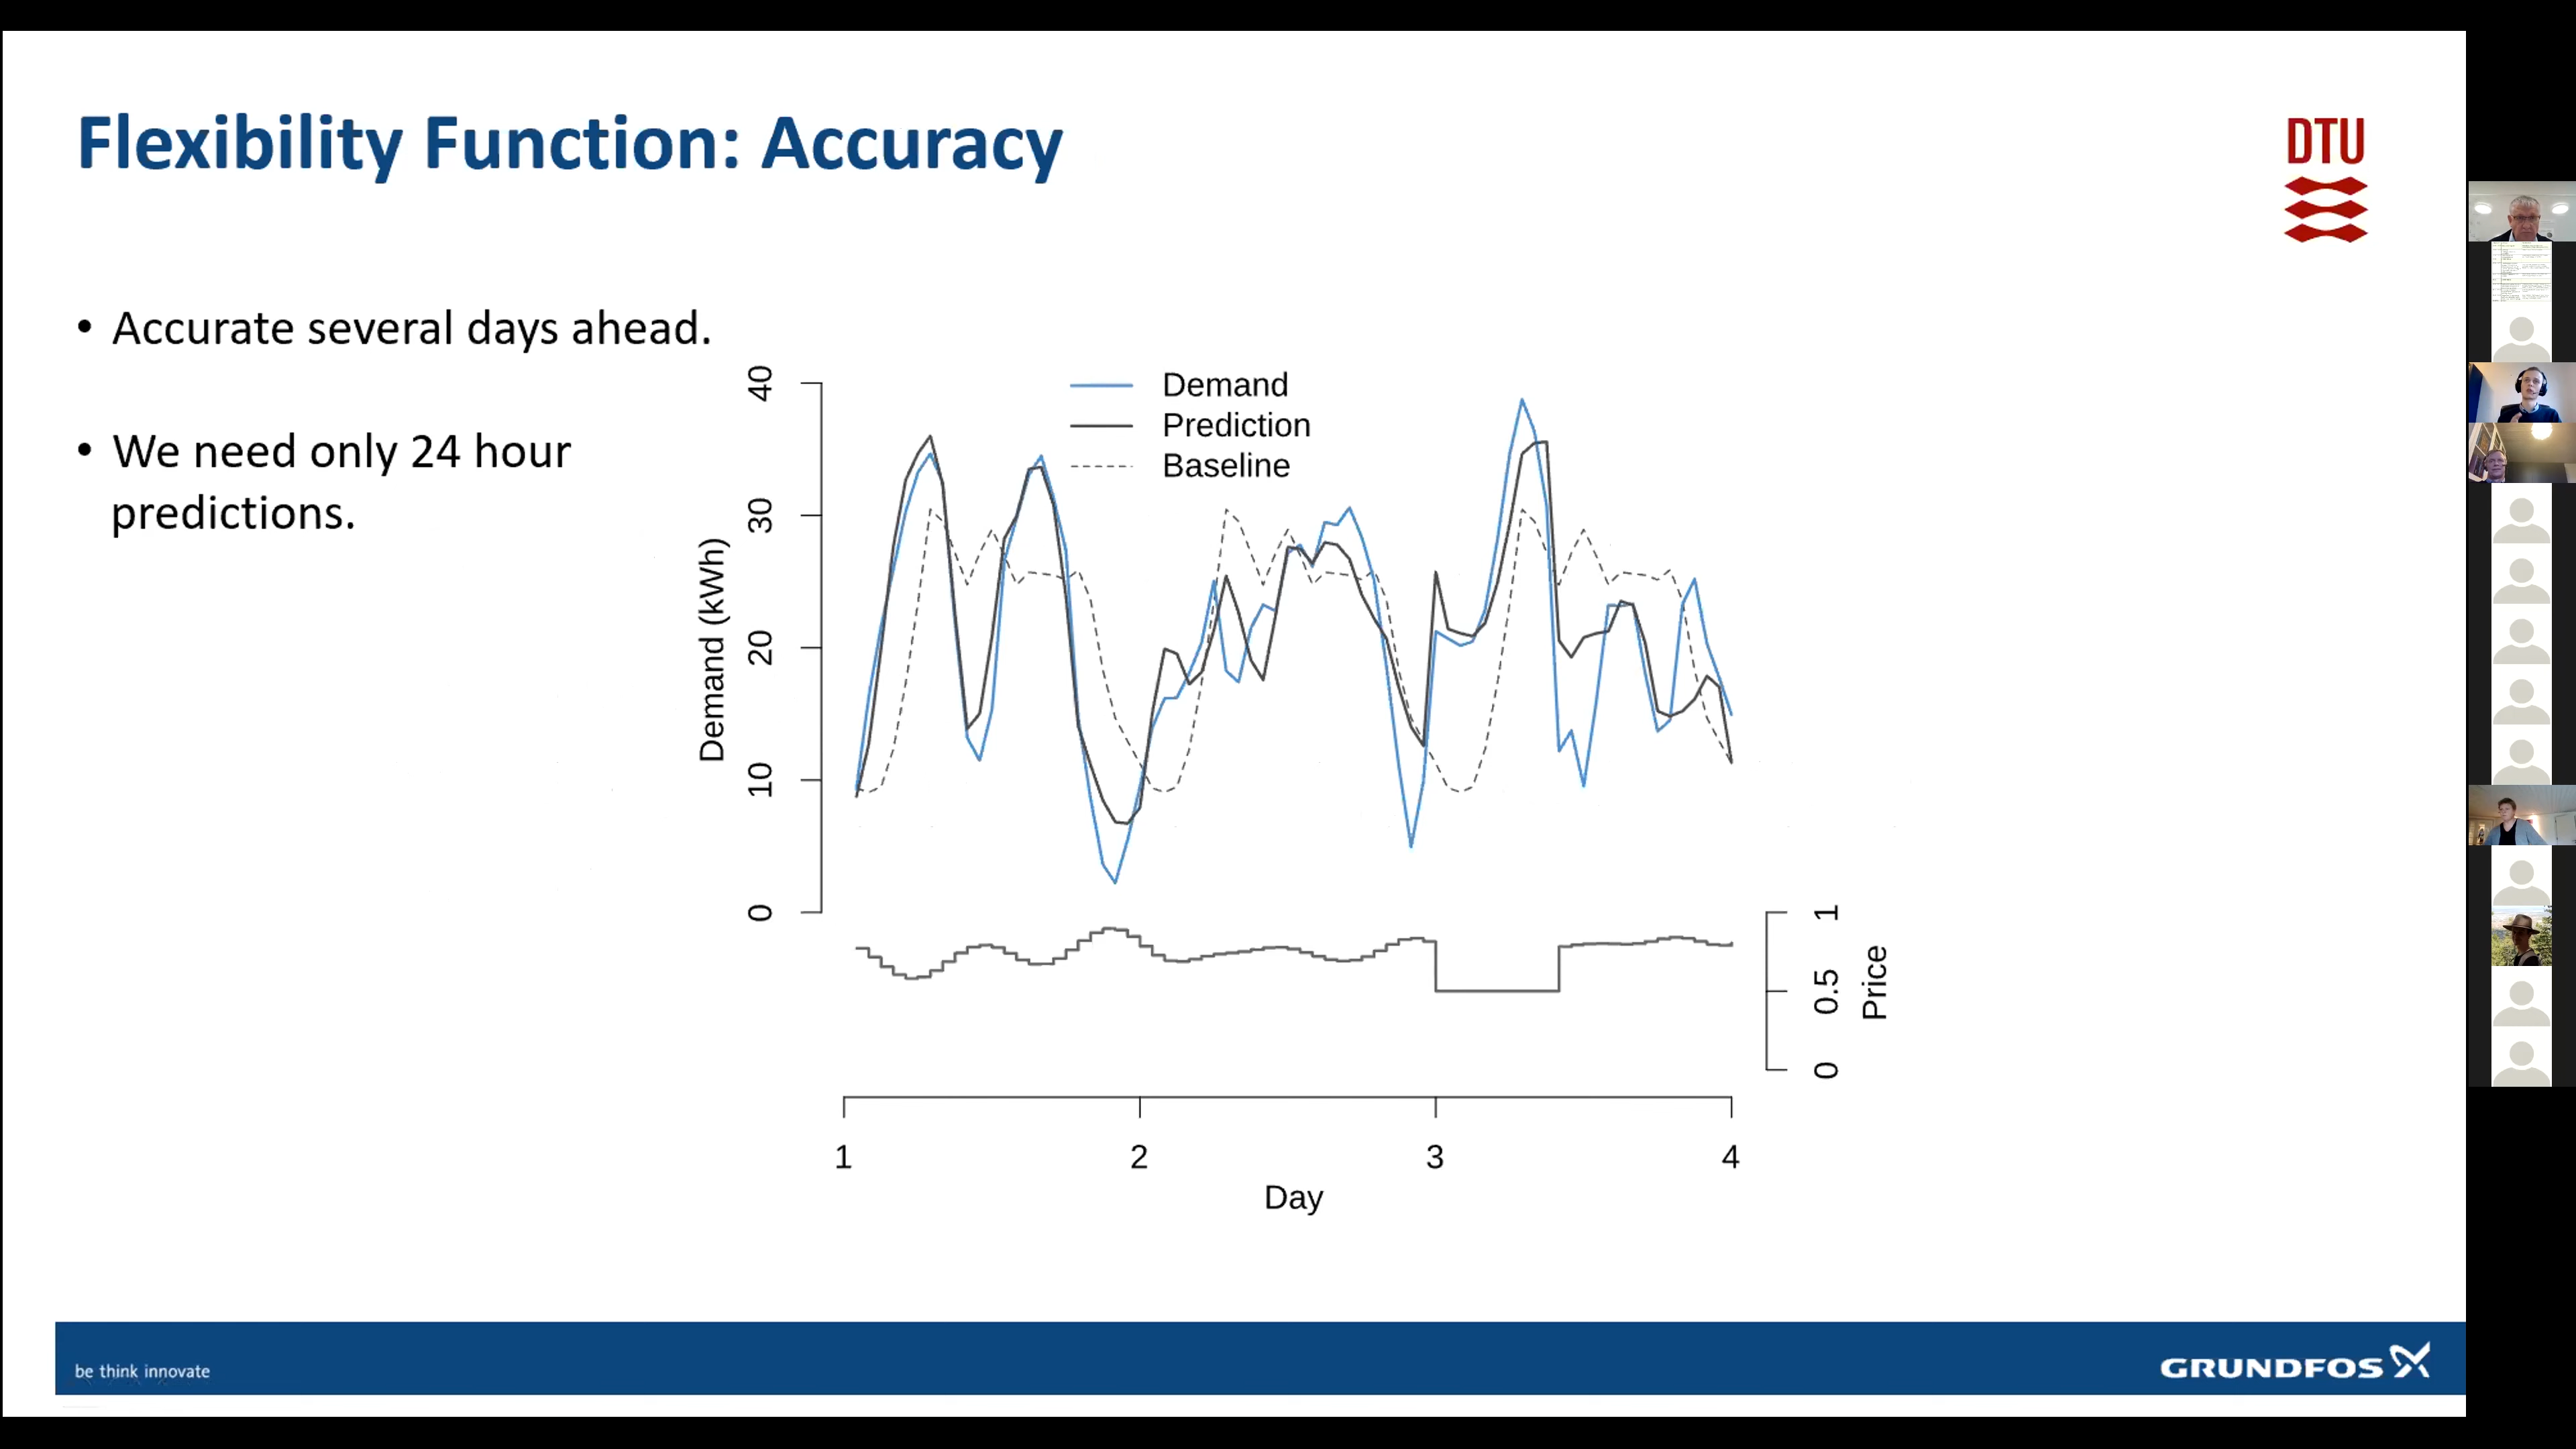 Flexibility Function: Accuracy
DTU
• Accurate several days ahead.
• We need only 24 hour
predictions.
Demand
Prediction
Baseline
Demand (kWh)
40
30
20
10
0
1
0.5
0
Price
1
2
3
4
Day
be think innovate
GRUNDFOS